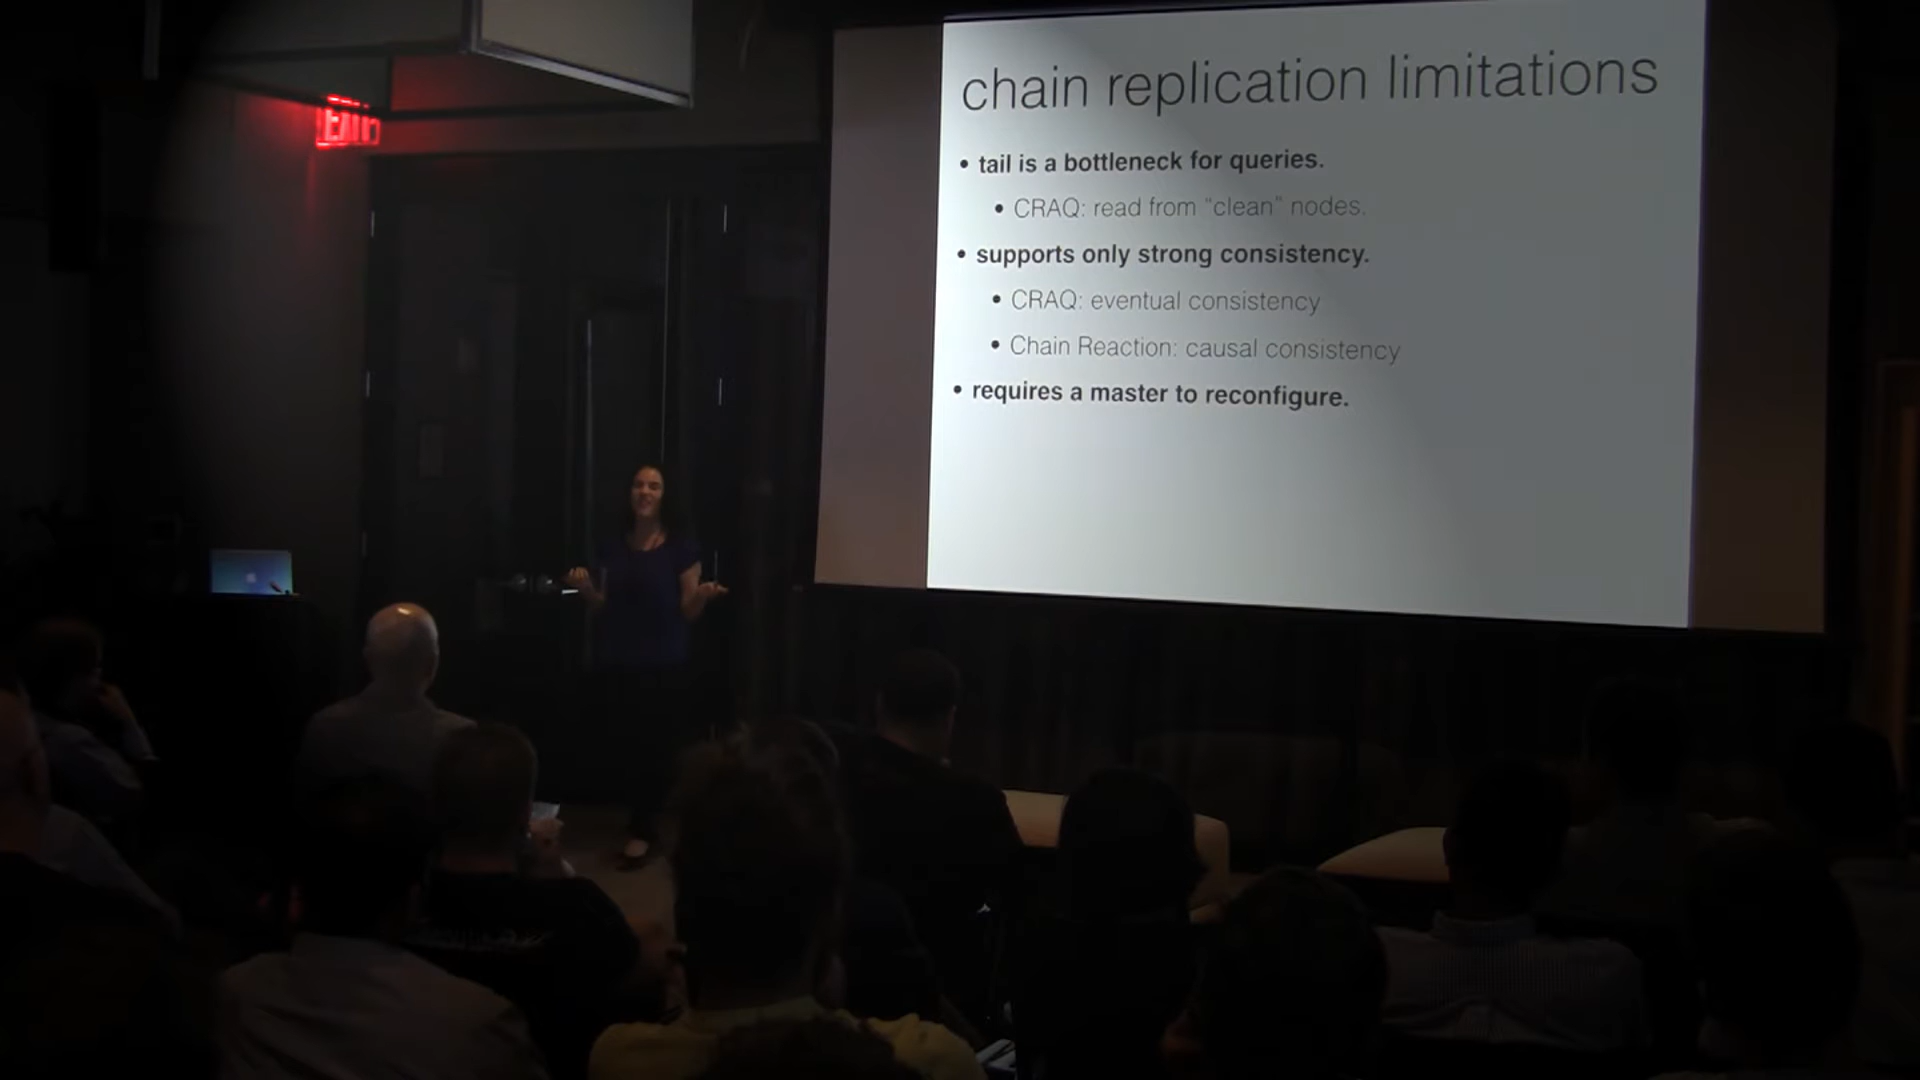 EXIT
chain replication limitations
• tail is a bottleneck for queries.
• CRAQ: read from “clean” nodes.
• supports only strong consistency.
• CRAQ: eventual consistency
• Chain Reaction: causal consistency
• requires a master to reconfigure.